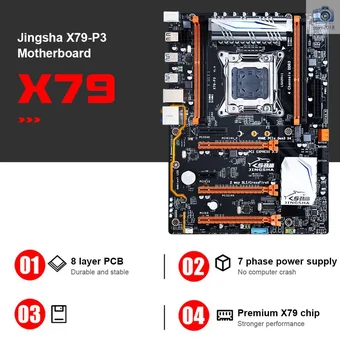 Jingsha X79-P3
Motherboard
X79
JINGSHA
01
8 layer PCB
Durable and stable
02
7 phase power supply
No computer crash
03
04
Premium X79 chip
Stronger performance